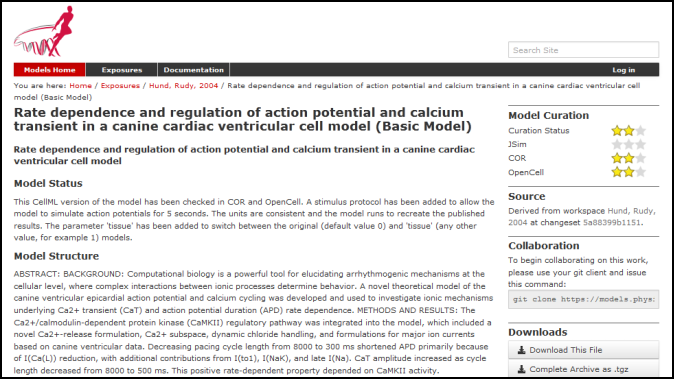 Search Site
Models Home
Exposures
Documentation
Log in
You are here: Home / Exposures / Hund, Rudy, 2004 / Rate dependence and regulation of action potential and calcium transient in a canine cardiac ventricular cell
model (Basic Model)
Rate dependence and regulation of action potential and calcium
transient in a canine cardiac ventricular cell model (Basic Model)
Rate dependence and regulation of action potential and calcium transient in a canine cardiac
ventricular cell model
Model Status
This CellML version of the model has been checked in COR and OpenCell. A stimulus protocol has been added to allow the
model to simulate action potentials for 5 seconds. The units are consistent and the model runs to recreate the published
results. The parameter 'tissue' has been added to switch between the original (default value 0) and 'tissue' (any other
value, for example 1) models.
Model Structure
ABSTRACT: BACKGROUND: Computational biology is a powerful tool for elucidating arrhythmogenic mechanisms at the
cellular level, where complex interactions between ionic processes determine behavior. A novel theoretical model of the
canine ventricular epicardial action potential and calcium cycling was developed and used to investigate ionic mechanisms
underlying Ca2+ transient (CaT) and action potential duration (APD) rate dependence. METHODS AND RESULTS: The
Ca2+/calmodulin-dependent protein kinase (CaMKII) regulatory pathway was integrated into the model, which included a
novel Ca2+-release formulation, Ca2+ subspace, dynamic chloride handling, and formulations for major ion currents
based on canine ventricular data. Decreasing pacing cycle length from 8000 to 300 ms shortened APD primarily because
of I(Ca(L)) reduction, with additional contributions from I(to1), I(NaK), and late I(Na). CaT amplitude increased as cycle
length decreased from 8000 to 500 ms. This positive rate-dependent property depended on CaMKII activity.
Model Curation
Curation Status
JSim
COR
OpenCell
Source
Derived from workspace Hund, Rudy,
2004 at changeset 5a88399b1151.
Collaboration
To begin collaborating on this work,
please use your git client and issue
this command:
git clone https://models.phys:
Downloads
Download This File
Complete Archive as .tgz